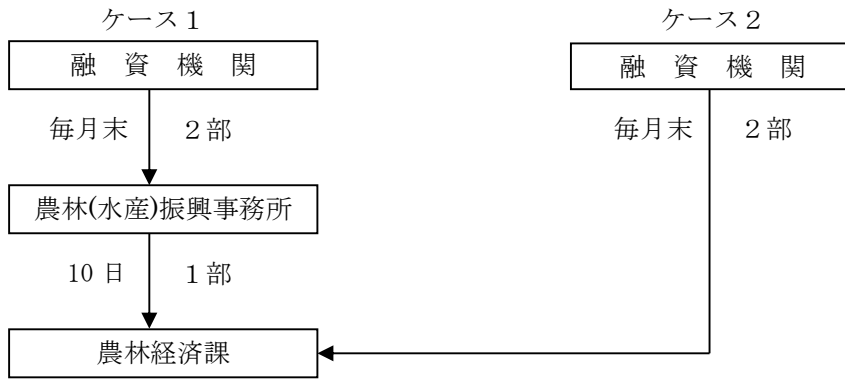 ケース１
融　資　機　関
毎月末　２部
農林(水産)振興事務所
10 日　１部
農林経済課
ケース２
融　資　機　関
毎月末　２部